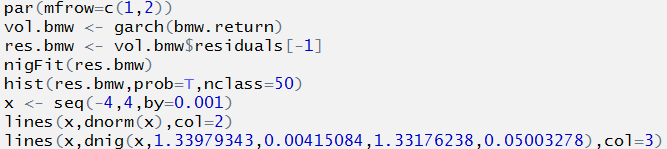 par(mfrow=c(1,2))
vol.bmw <- garch(bmw.return)
res.bmw <- vol.bmw$residuals[-1]
nigFit(res.bmw)
hist(res.bmw,prob=T,nclass=50)
x <- seq(-4,4,by=0.001)
lines(x,dnorm(x),col=2)
lines(x,dnig(x,1.33979343,0.00415084,1.33176238,0.05003278),col=3)